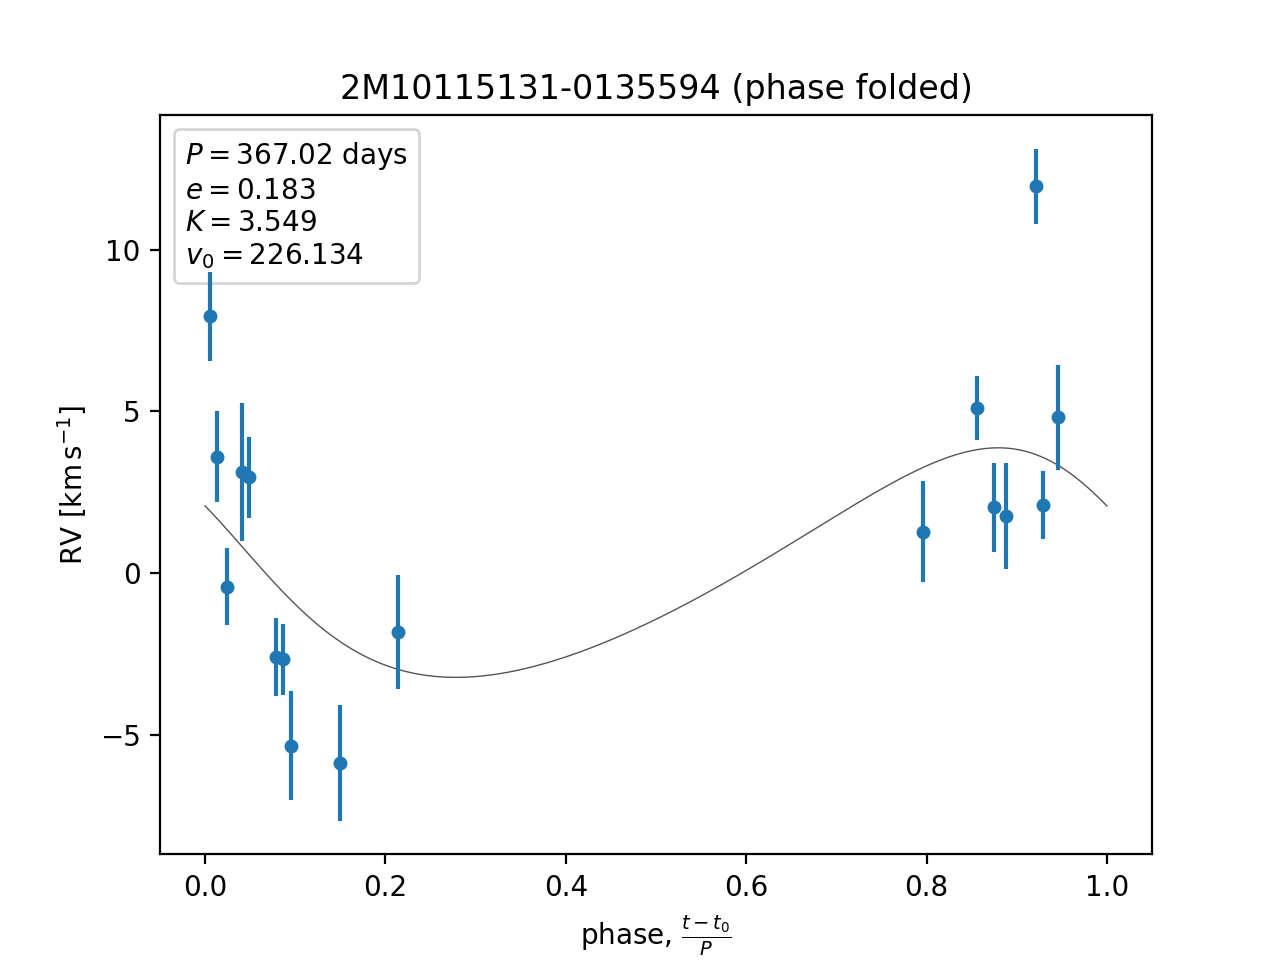 2M10115131-0135594 (phase folded)
P = 367.02 days
e = 0.183
K = 3.549
v₀ = 226.134
10
5
0
−5
RV [km s⁻¹]
0.0 0.2 0.4 0.6 0.8 1.0
phase, (t − t₀)/P